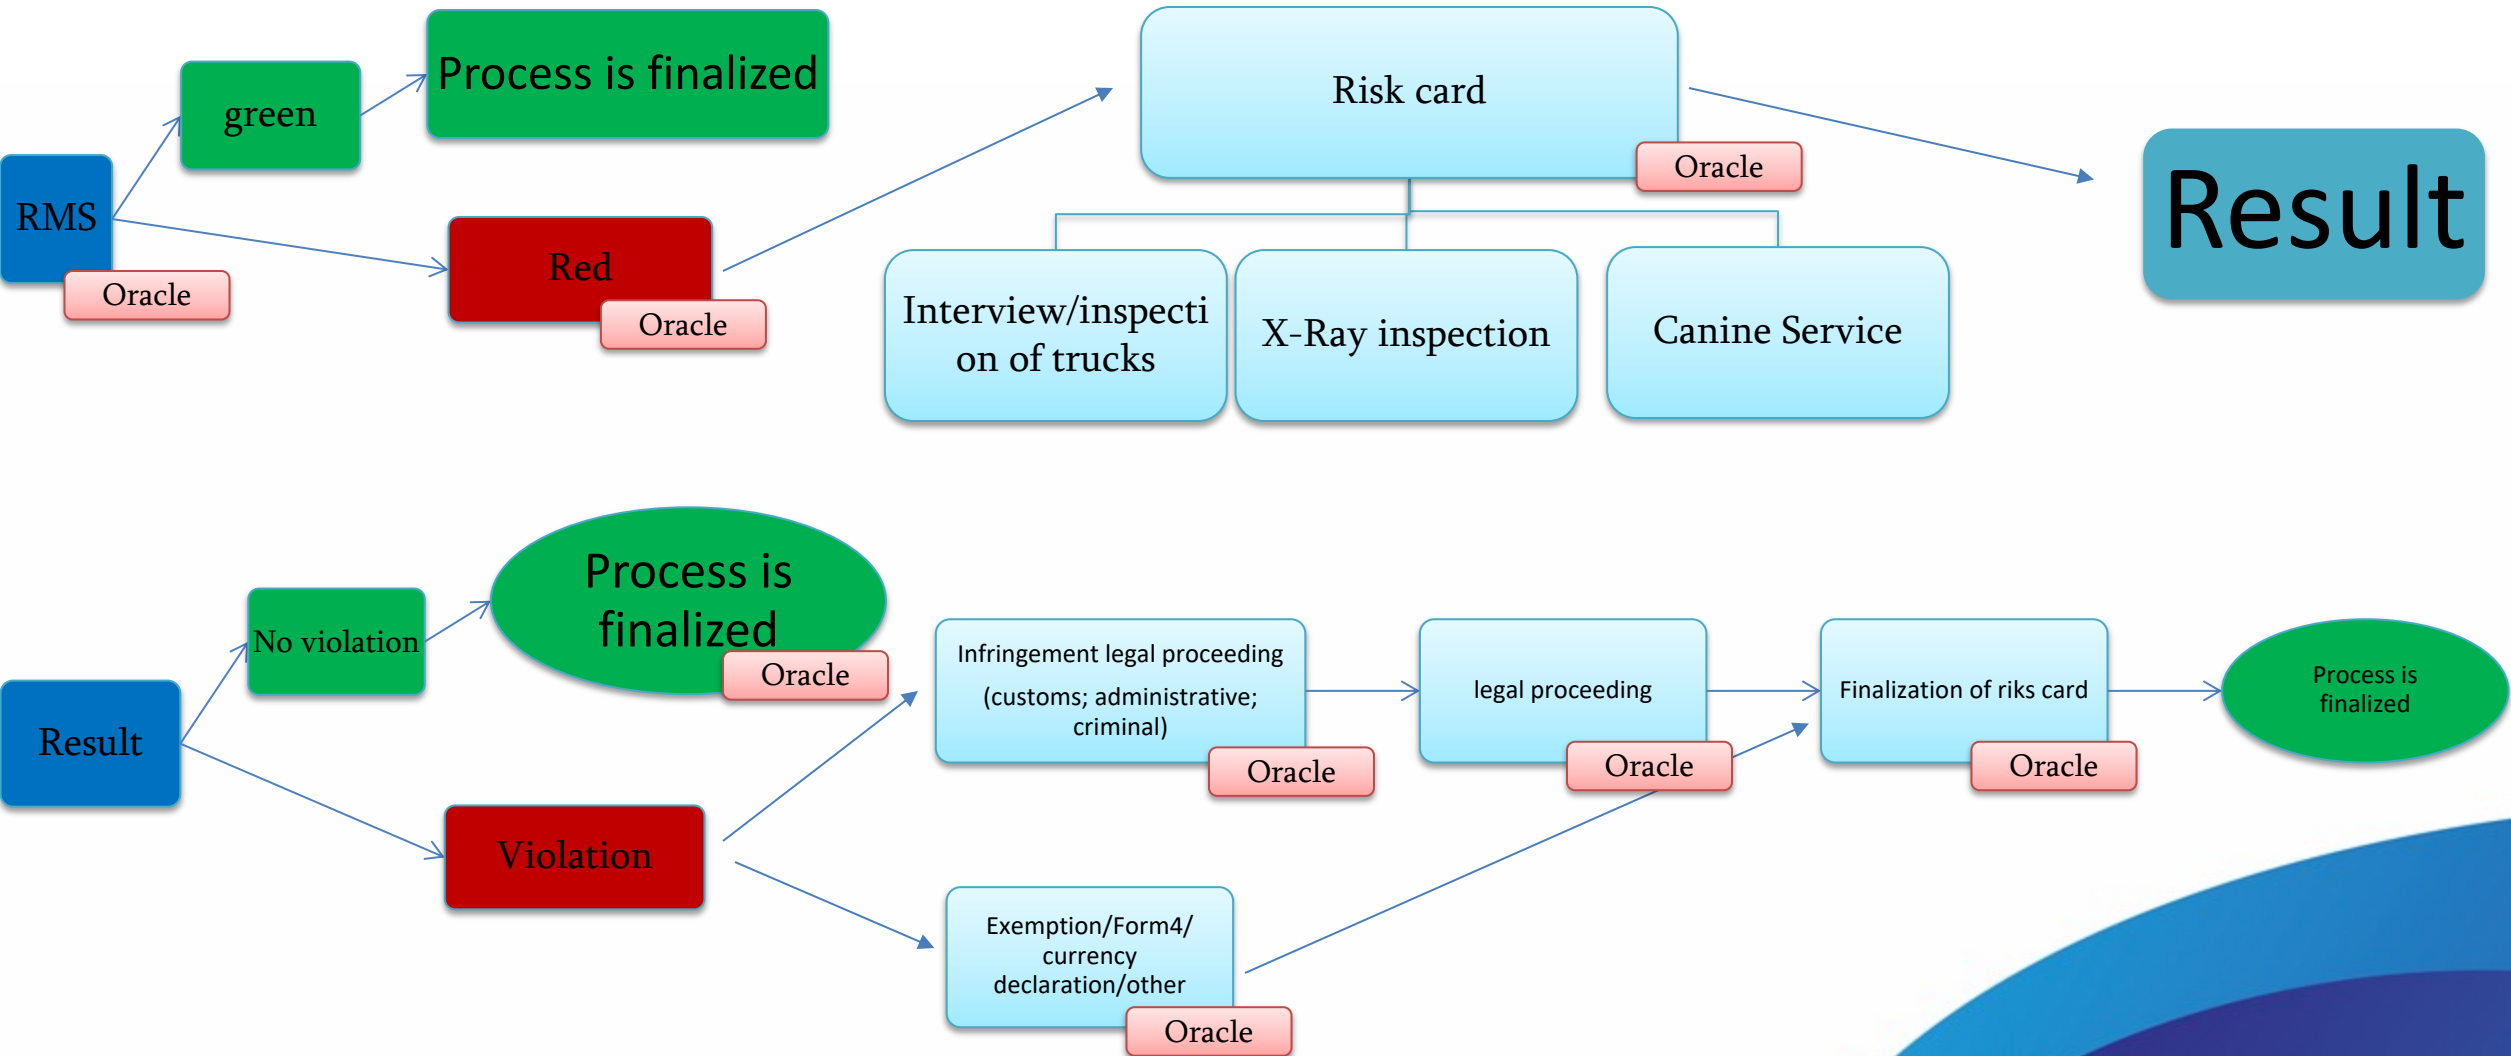 Process is finalized
green
RMS
Oracle
Red
Oracle
Risk card
Oracle
Interview/inspecti
on of trucks
X-Ray inspection
Canine Service
Result
Result
No violation
Process is
finalized
Oracle
Violation
Infringement legal proceeding
(customs; administrative;
criminal)
Oracle
legal proceeding
Oracle
Finalization of riks card
Oracle
Process is
finalized
Exemption/Form4/
currency
declaration/other
Oracle